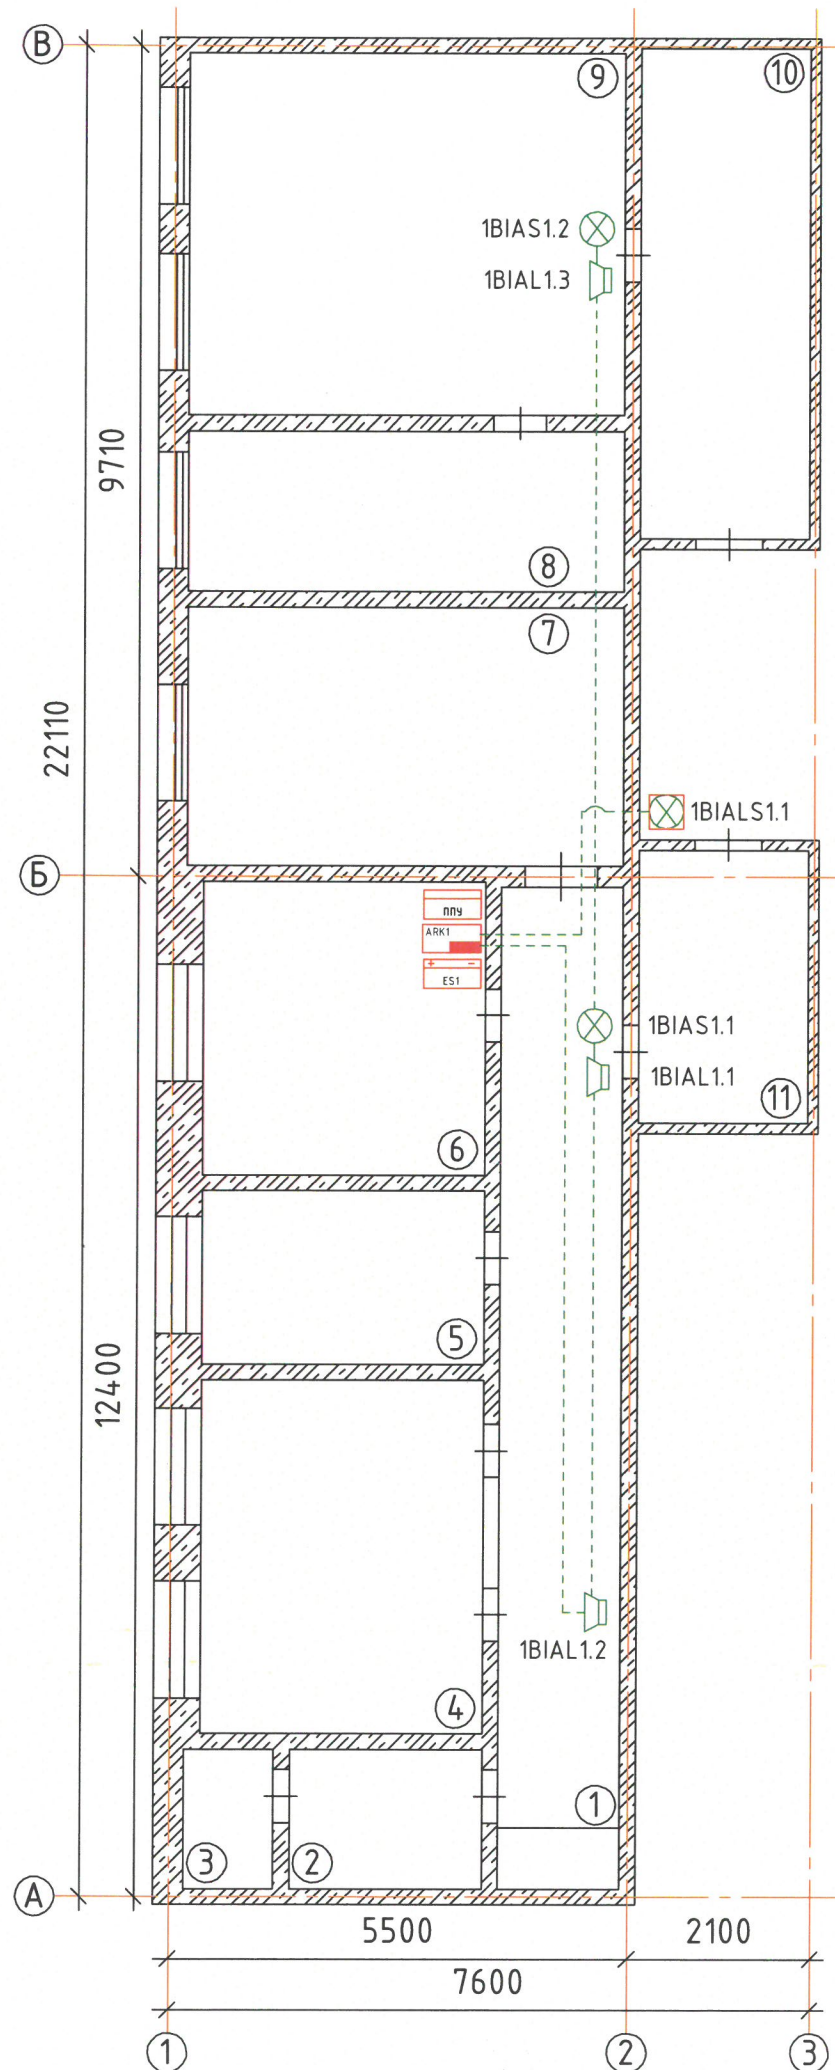 В
9
10
1BIAS1.2
1BIAL1.3
9710
8
7
22110
1BIALS1.1
Б
ППУ
ARK1
+ -
ES1
1BIAS1.1
1BIAL1.1
11
6
5
12400
1BIAL1.2
4
1
3
2
А
5500
2100
7600
1
2
3